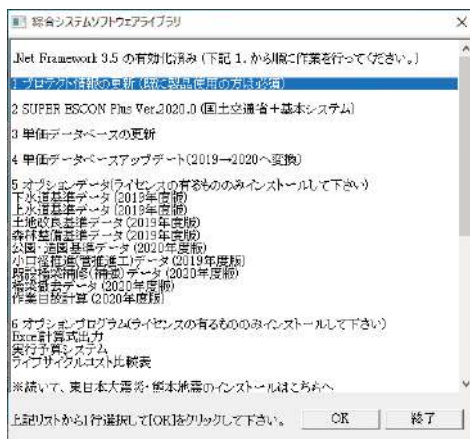 総合システムソフトウェアライブラリ
.Net Framework 3.5 の有効化済み (下記 1. から順に作業を行ってください。)
1 プロテクト情報の更新(既に製品使用の方は必須)
2 SUPER ESCON Plus Ver.2020.0 (国土交通省+基本システム)
3 単価データベースの更新
4 単価データベースアップデート(2019→2020へ変換)
5 オプションデータ(ライセンスの有るもののみインストールして下さい)
下水道基準データ (2019年度版)
上水道基準データ (2019年度版)
土地改良基準データ (2019年度版)
森林整備基準データ (2019年度版)
公園・造園基準データ (2020年度版)
小口径推進(管推進工)データ (2019年度版)
既設橋梁補修(補強)データ (2020年度版)
橋梁撤去データ (2020年度版)
作業日数計算 (2020年度版)
6 オプションプログラム(ライセンスの有るもののみインストールして下さい)
Excel計算式出力
実行予算システム
ライフサイクルコスト比較表
※続いて、東日本大震災・熊本地震のインストールはこちらへ
上記リストから1行選択して[OK]をクリックして下さい。
OK
終了